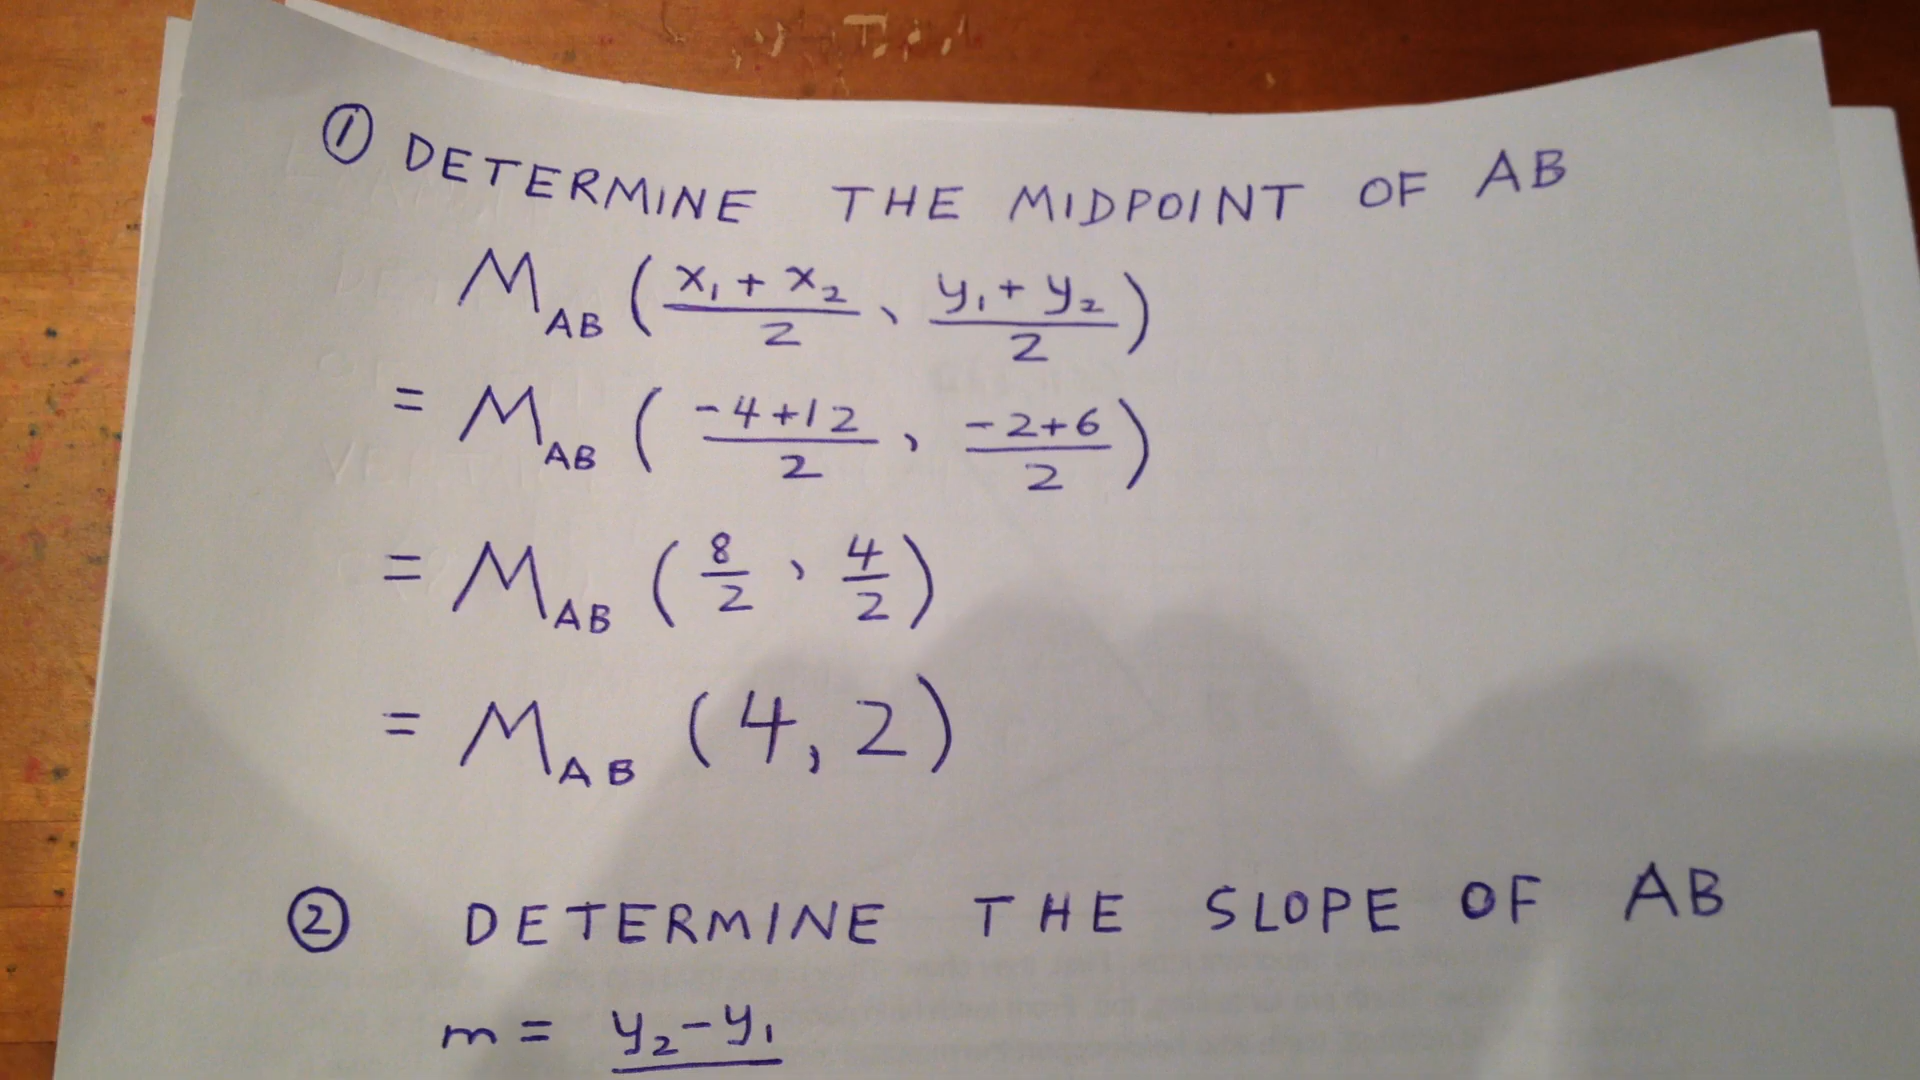 ① DETERMINE THE MIDPOINT OF AB
M_AB ((x₁ + x₂)/2, (y₁ + y₂)/2)
= M_AB ((-4+12)/2, (-2+6)/2)
= M_AB (8/2, 4/2)
= M_AB (4, 2)
② DETERMINE THE SLOPE OF AB
m = y₂-y₁